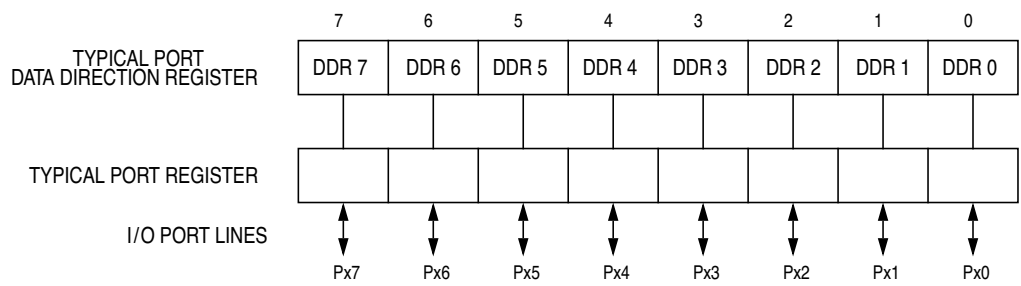 7 6 5 4 3 2 1 0
TYPICAL PORT
DATA DIRECTION REGISTER
DDR 7 DDR 6 DDR 5 DDR 4 DDR 3 DDR 2 DDR 1 DDR 0
TYPICAL PORT REGISTER
I/O PORT LINES
Px7 Px6 Px5 Px4 Px3 Px2 Px1 Px0